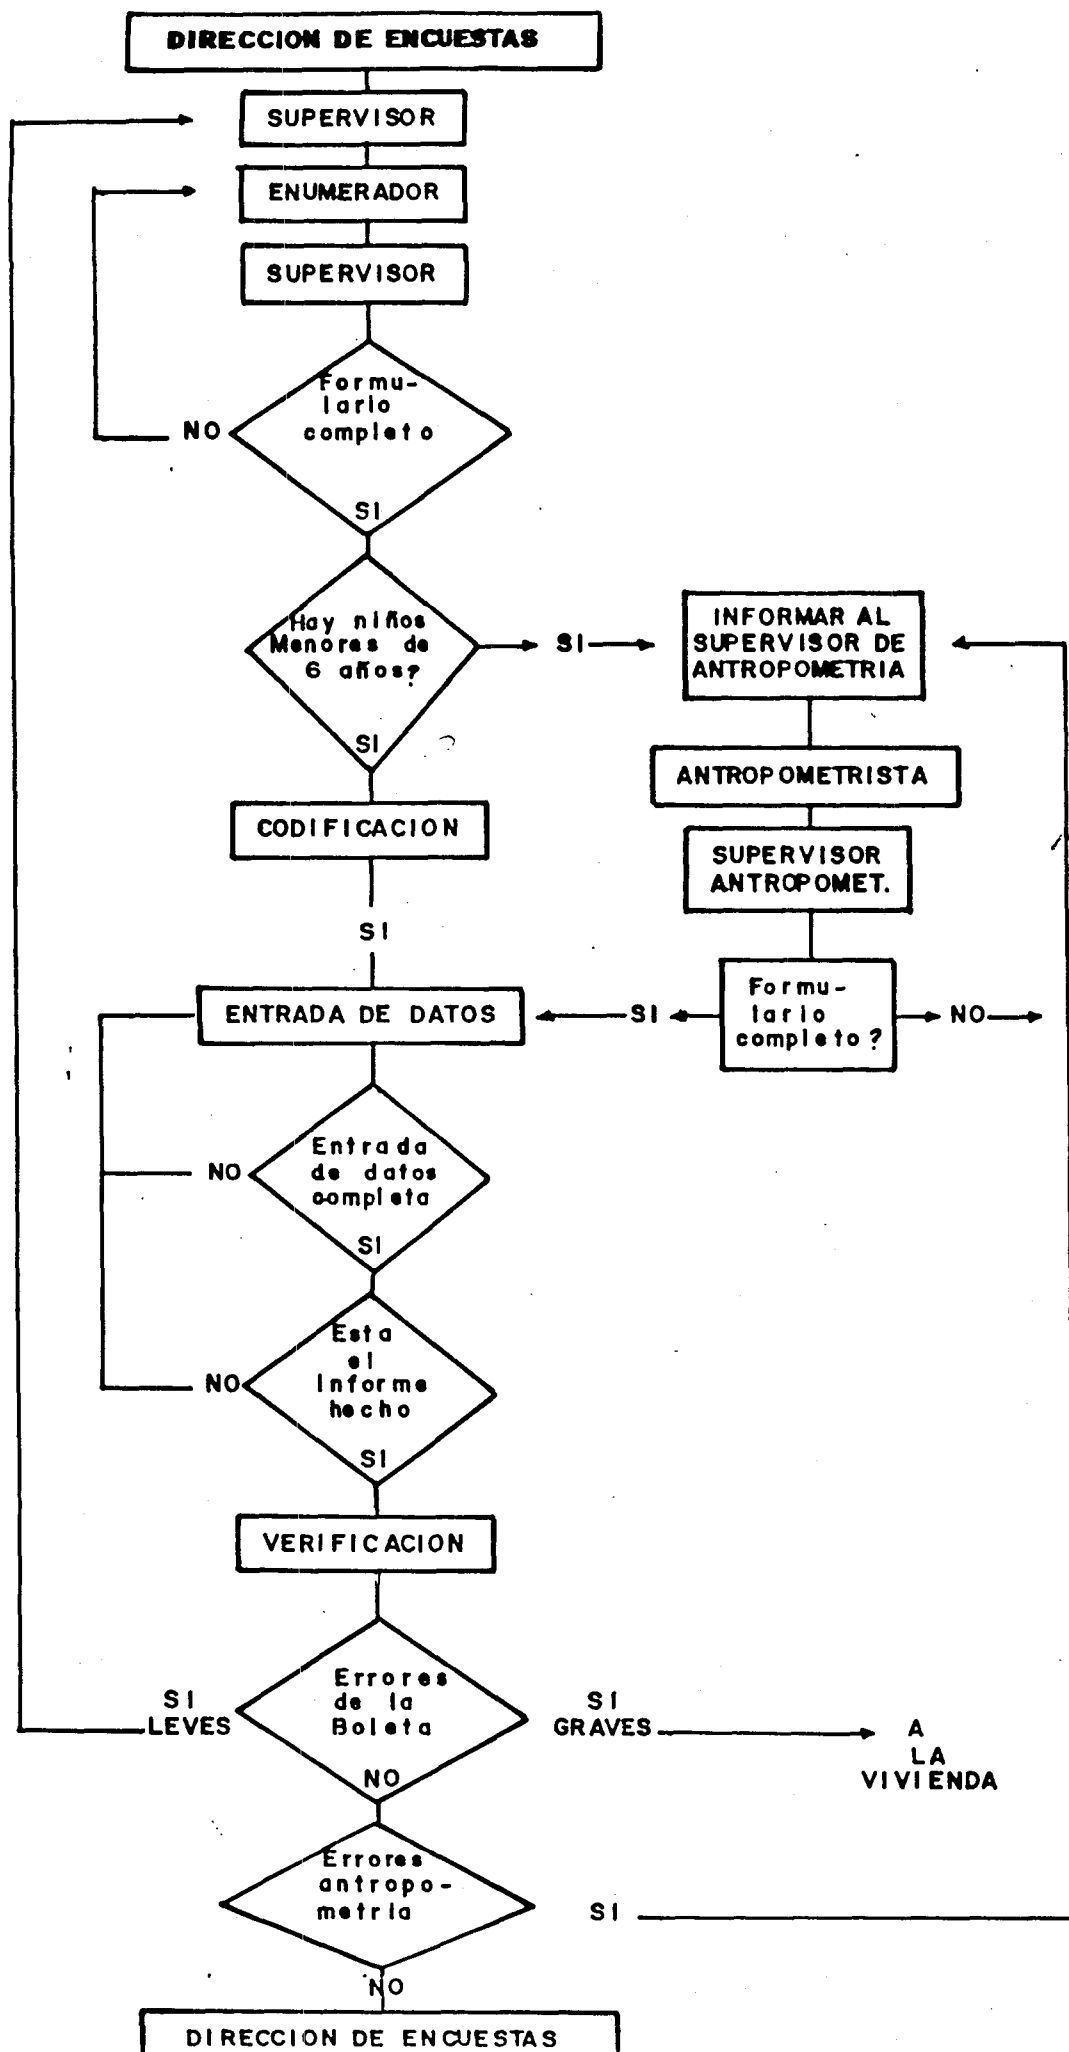 DIRECCION DE ENCUESTAS
SUPERVISOR
ENUMERADOR
SUPERVISOR
Formu-
lario
completo
NO
SI
Hay niños
Menores de
6 años?
SI
SI
INFORMAR AL
SUPERVISOR DE
ANTROPOMETRIA
ANTROPOMETRISTA
CODIFICACION
SUPERVISOR
ANTROPOMET.
SI
ENTRADA DE DATOS
SI
Formu-
lario
completo?
NO
Entrada
de datos
completa
NO
SI
Esta
el
Informe
hecho
NO
SI
VERIFICACION
Errores
de la
Boleta
SI
LEVES
SI
GRAVES
A
LA
VIVIENDA
NO
Errores
antropo-
metria
SI
NO
DIRECCION DE ENCUESTAS